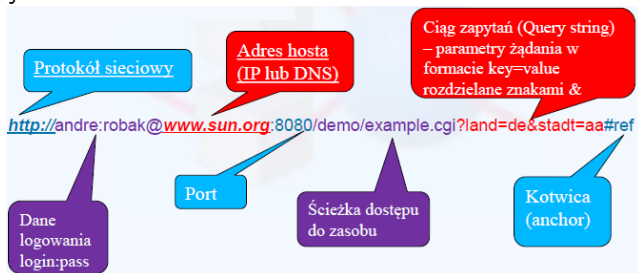 Protokół sieciowy
Adres hosta
(IP lub DNS)
Ciąg zapytań (Query string)
– parametry żądania w
formacie key=value
rozdzielane znakami &
http://andre:robak@www.sun.org:8080/demo/example.cgi?land=de&stadt=aa#ref
Dane
logowania
login:pass
Port
Ścieżka dostępu
do zasobu
Kotwica
(anchor)